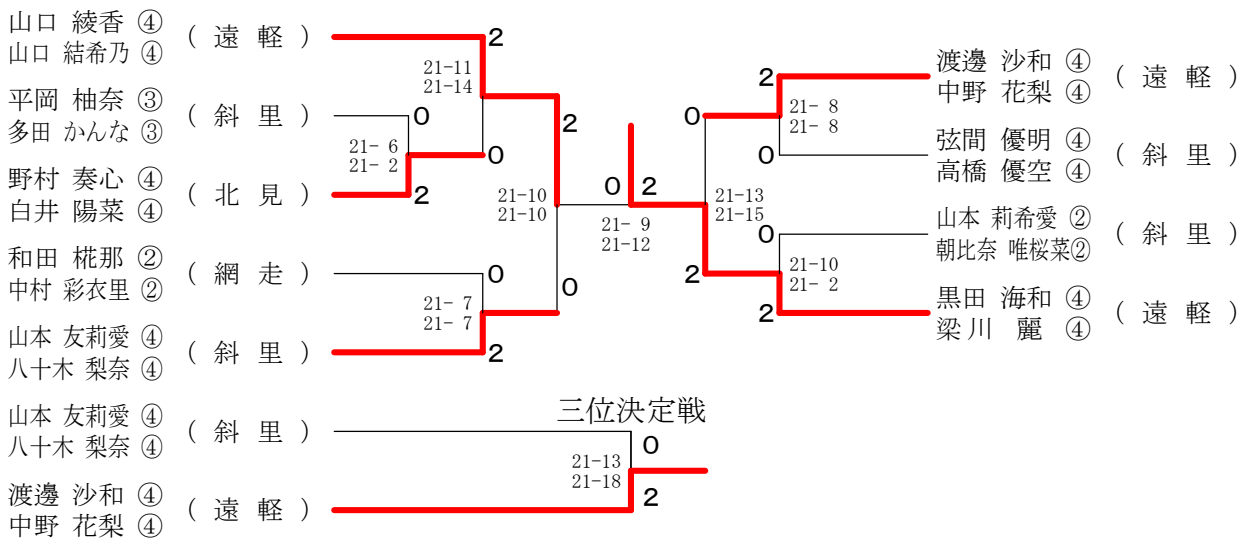 山口 綾香 ④
山口 結希乃 ④
( 遠 軽 )
2
21-11
21-14
平岡 柚奈 ③
多田 かんな ③
( 斜 里 )
0
21- 6
21- 2
0
野村 奏心 ④
白井 陽菜 ④
( 北 見 )
2
2
21-10
21-10
和田 椛那 ②
中村 彩衣里 ②
( 網 走 )
0
21- 7
21- 7
0
山本 友莉愛 ④
八十木 梨奈 ④
( 斜 里 )
2
0 2
21- 9
21-12
渡邊 沙和 ④
中野 花梨 ④
( 遠 軽 )
2
21- 8
21- 8
0
弦間 優明 ④
高橋 優空 ④
( 斜 里 )
0
21-13
21-15
山本 莉希愛 ②
朝比奈 唯桜菜②
( 斜 里 )
0
21-10
21- 2
2
黒田 海和 ④
梁川 麗 ④
( 遠 軽 )
2
三位決定戦
山本 友莉愛 ④
八十木 梨奈 ④
( 斜 里 )
0
21-13
21-18
渡邊 沙和 ④
中野 花梨 ④
( 遠 軽 )
2